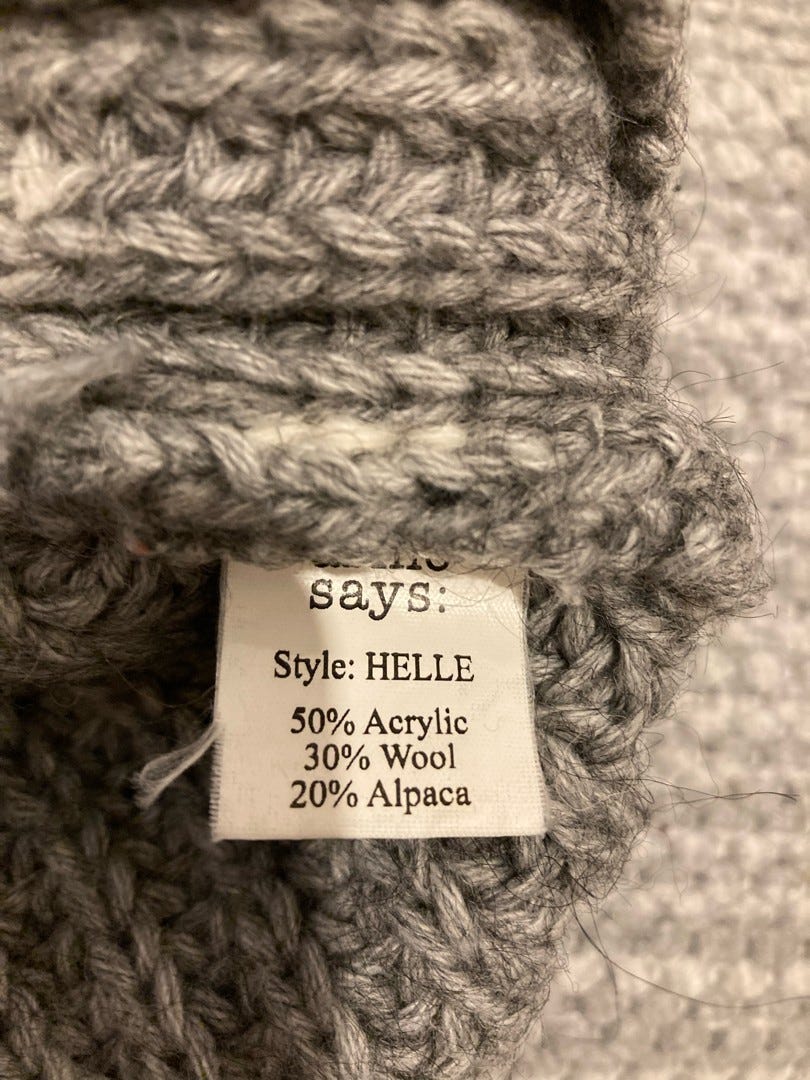 says:
Style: HELLE
50% Acrylic
30% Wool
20% Alpaca